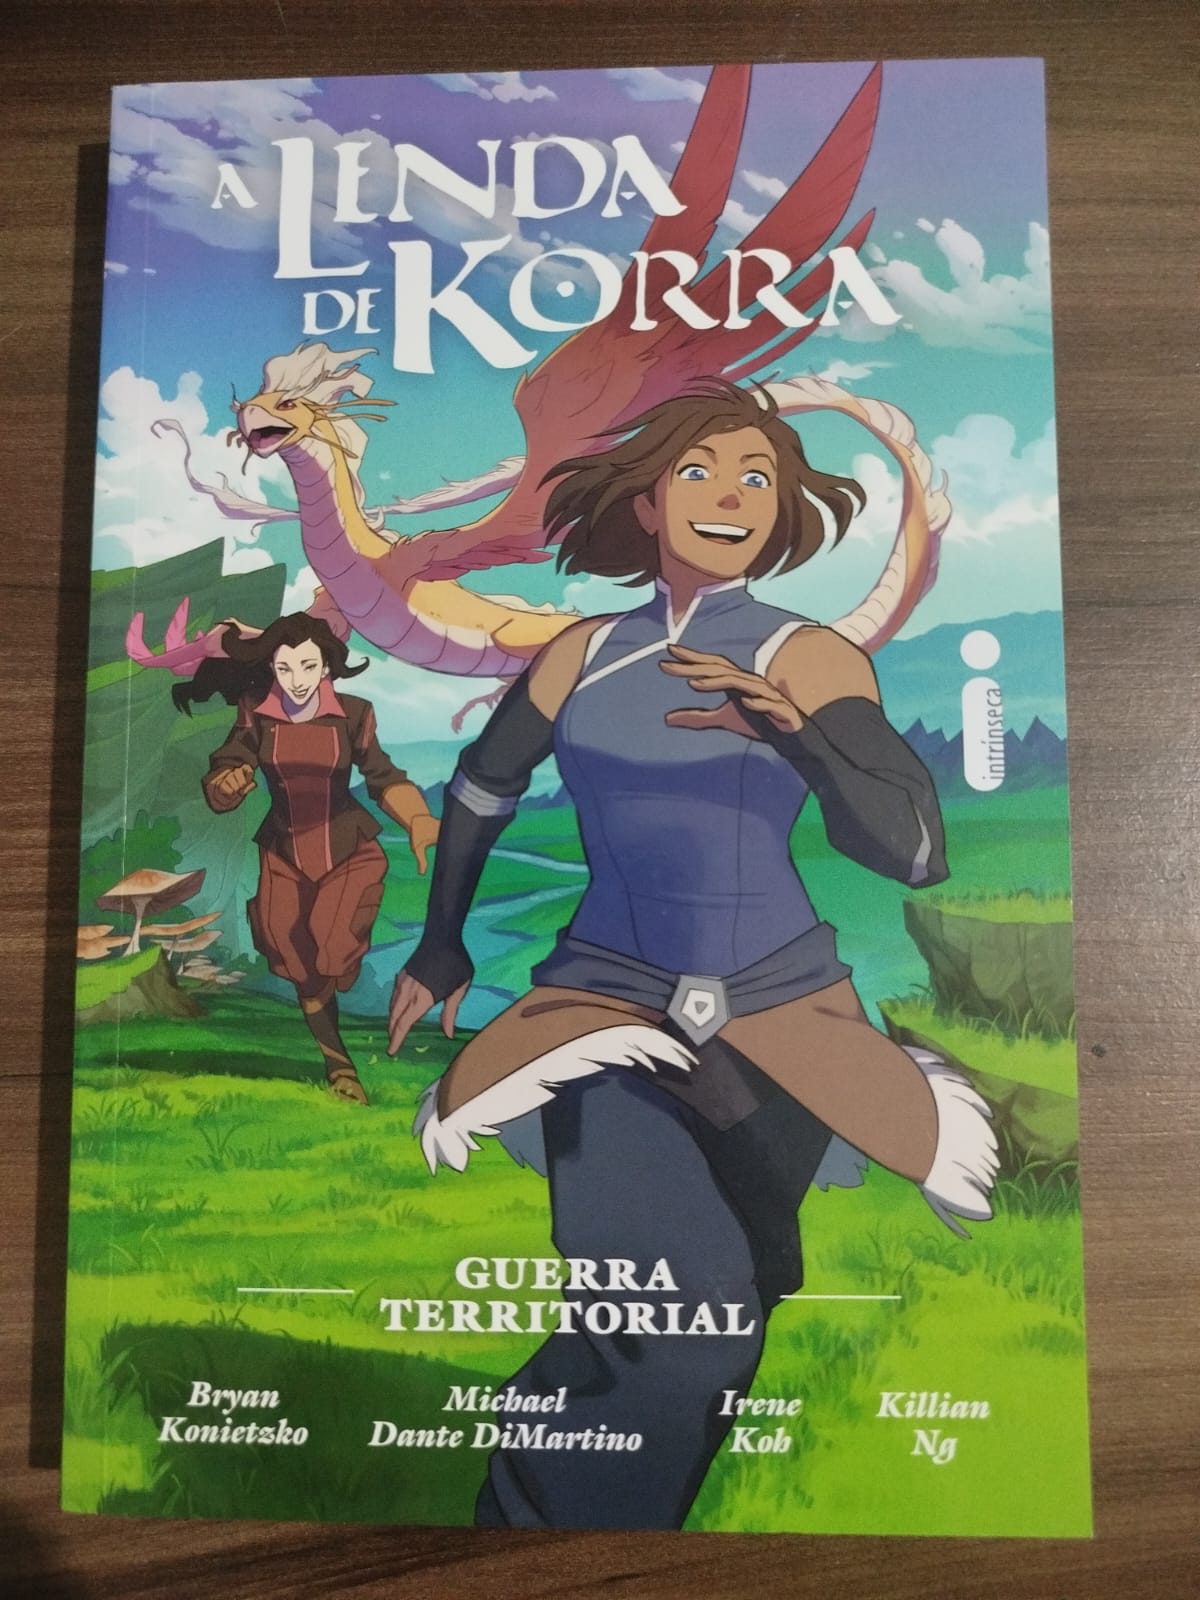 A LENDA
DE KORRA
intrínseca
GUERRA
TERRITORIAL
Bryan
Konietzko
Michael
Dante DiMartino
Irene
Koh
Killian
Ng